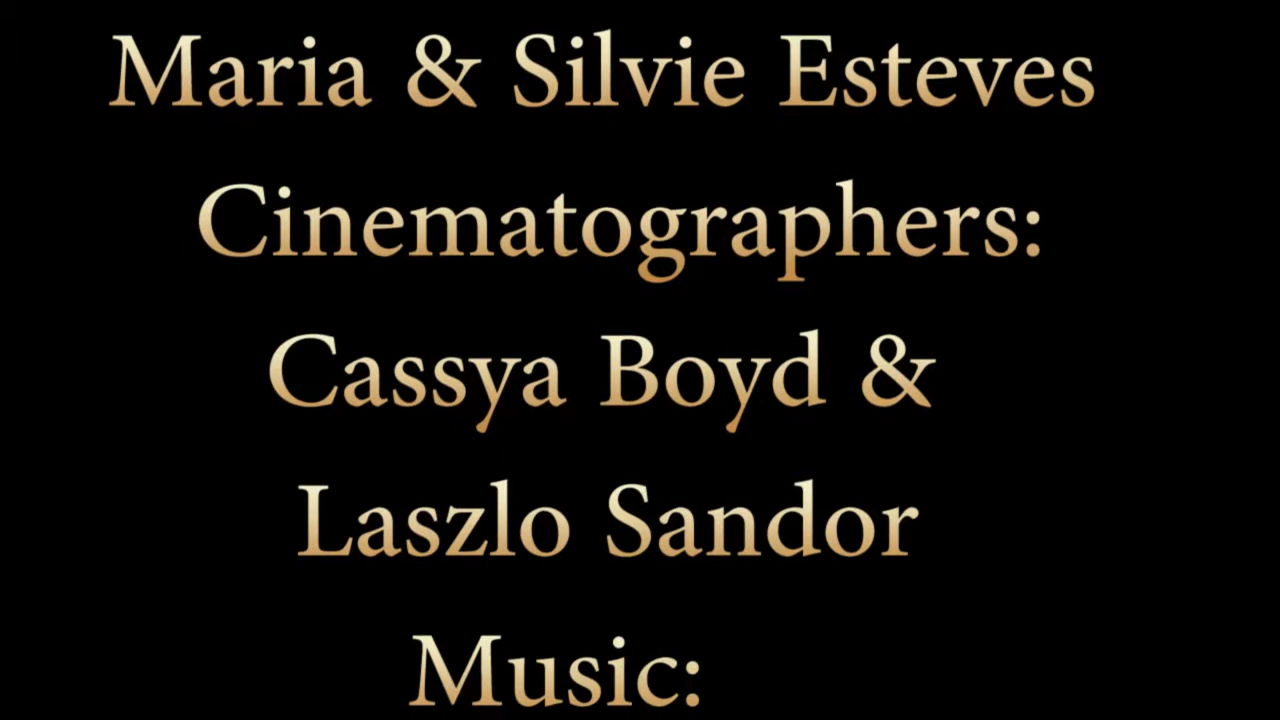 Maria & Silvie Esteves
Cinematographers:
Cassya Boyd &
Laszlo Sandor
Music: